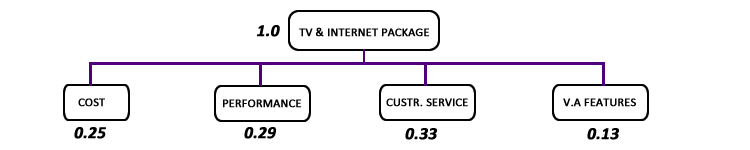 1.0 TV & INTERNET PACKAGE
COST PERFORMANCE CUSTR. SERVICE V.A FEATURES
0.25 0.29 0.33 0.13